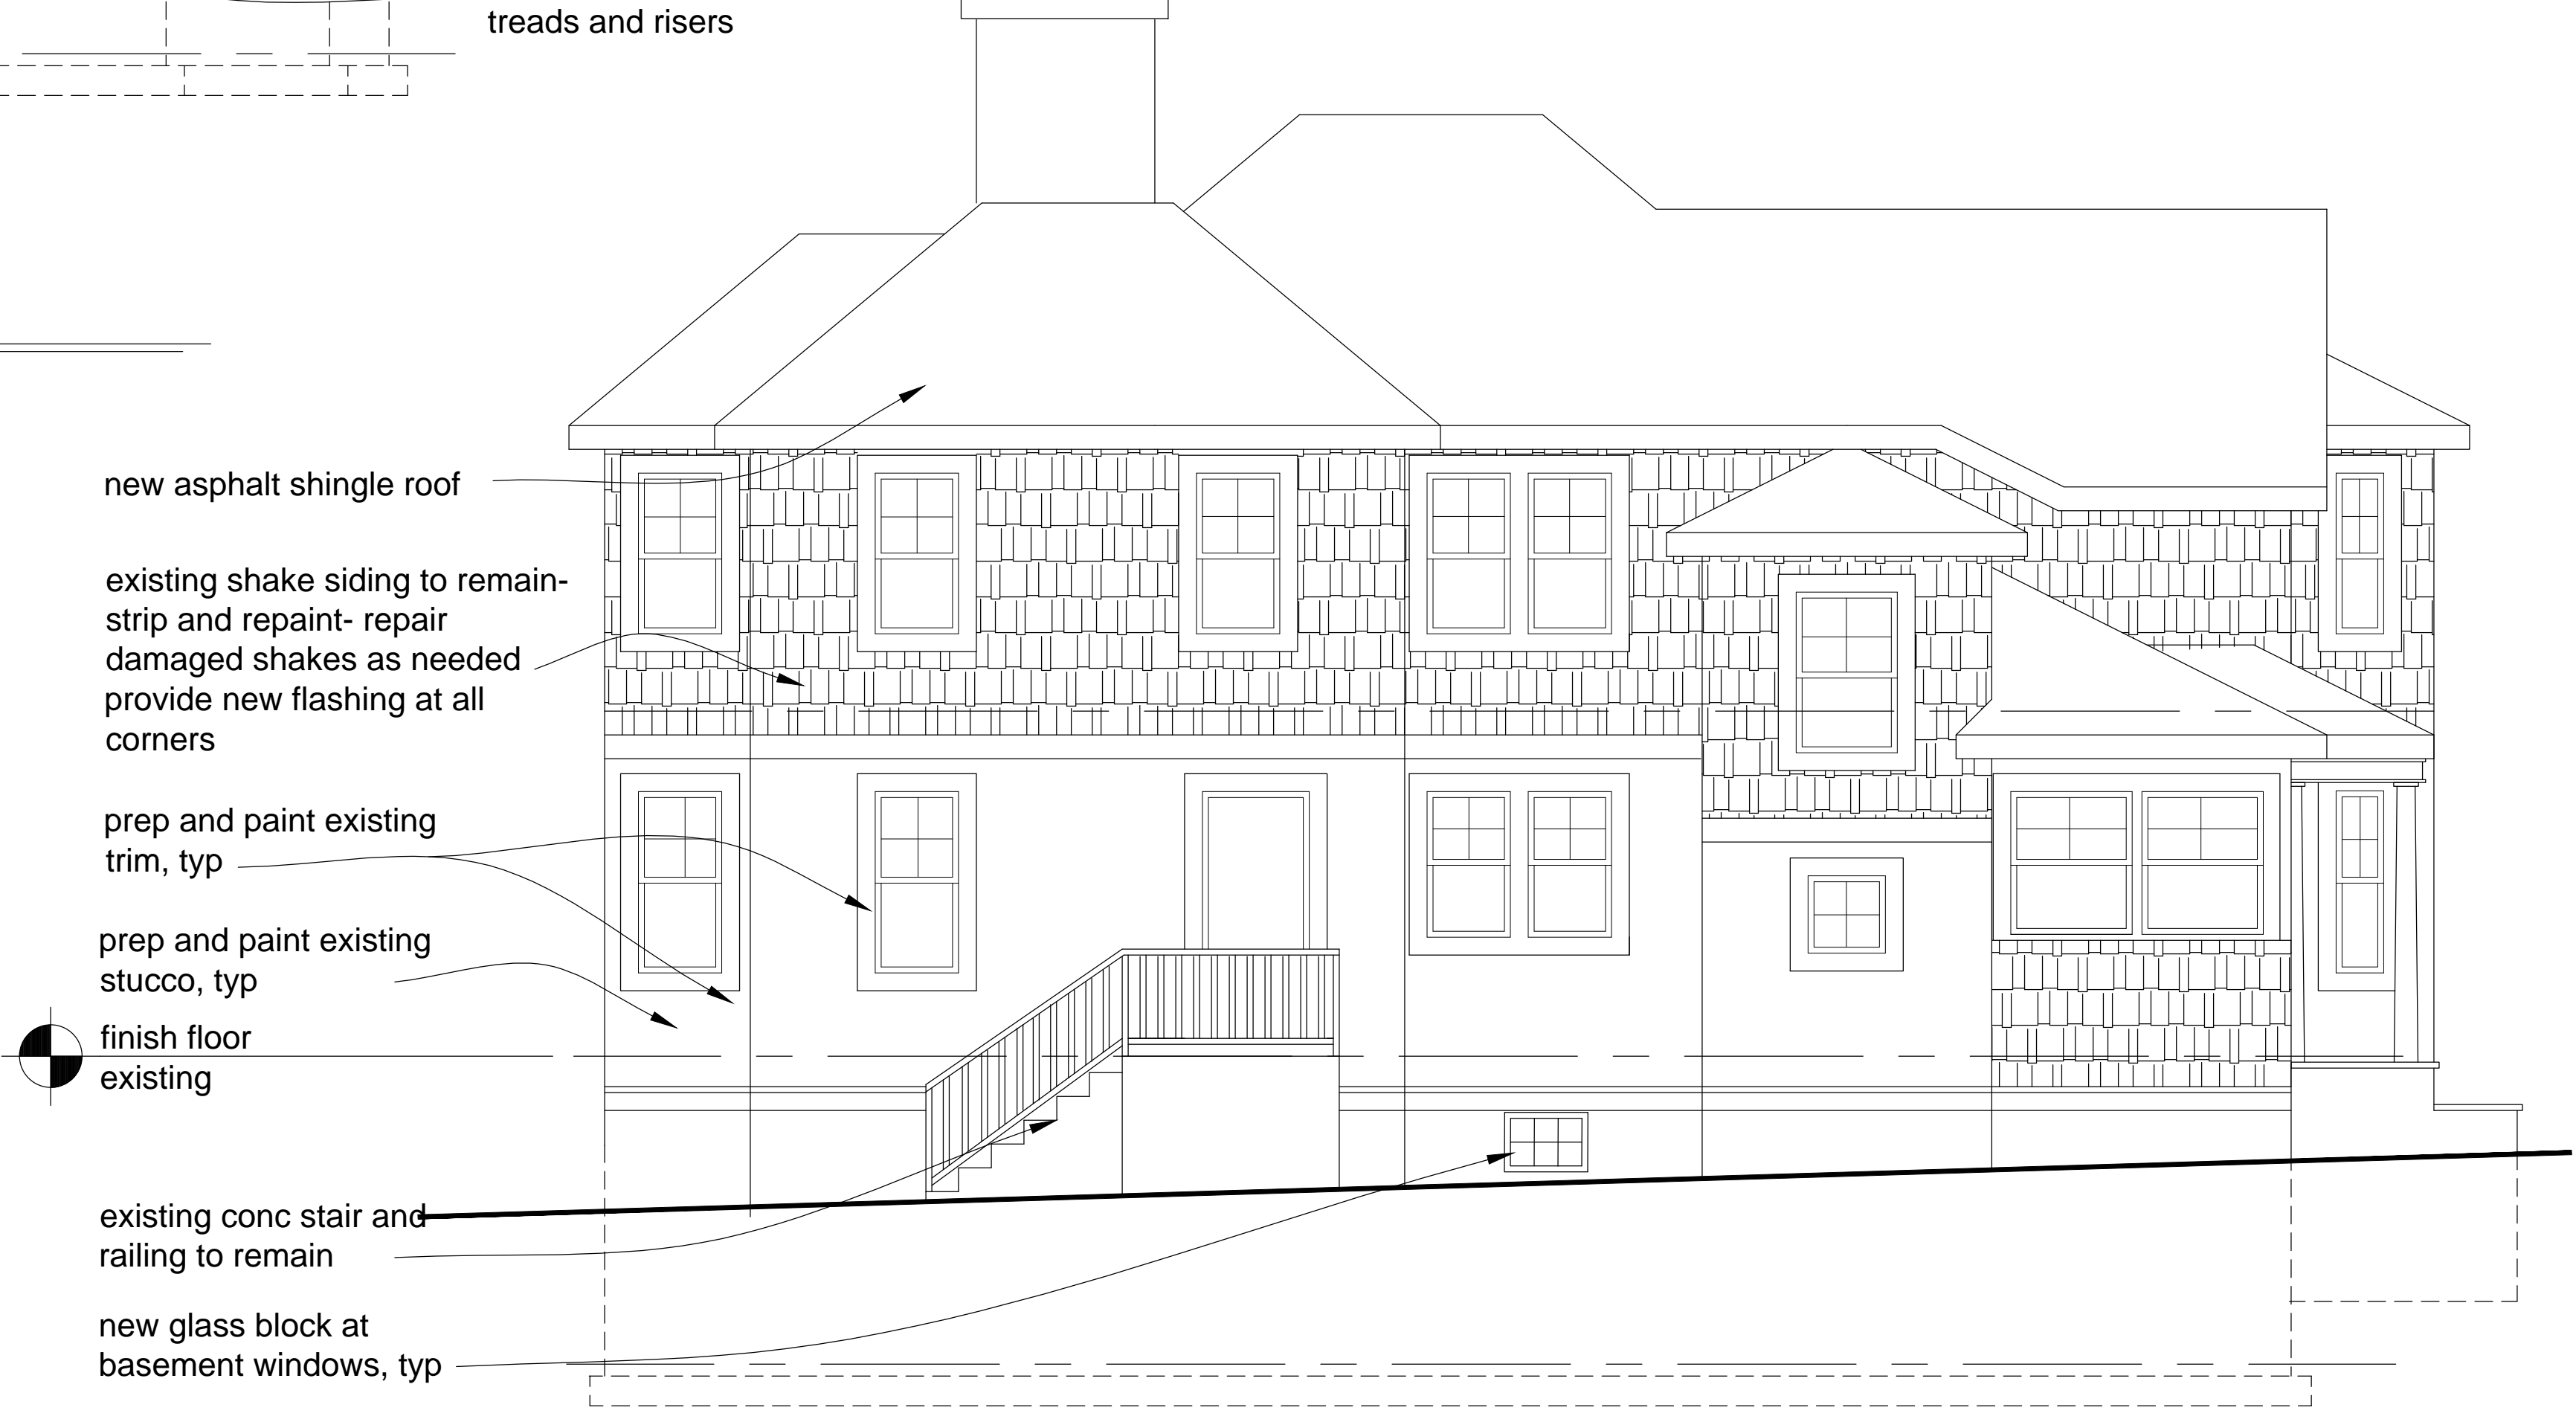 treads and risers
new asphalt shingle roof
existing shake siding to remain-
strip and repaint- repair
damaged shakes as needed
provide new flashing at all
corners
prep and paint existing
trim, typ
prep and paint existing
stucco, typ
finish floor
existing
existing conc stair and
railing to remain
new glass block at
basement windows, typ